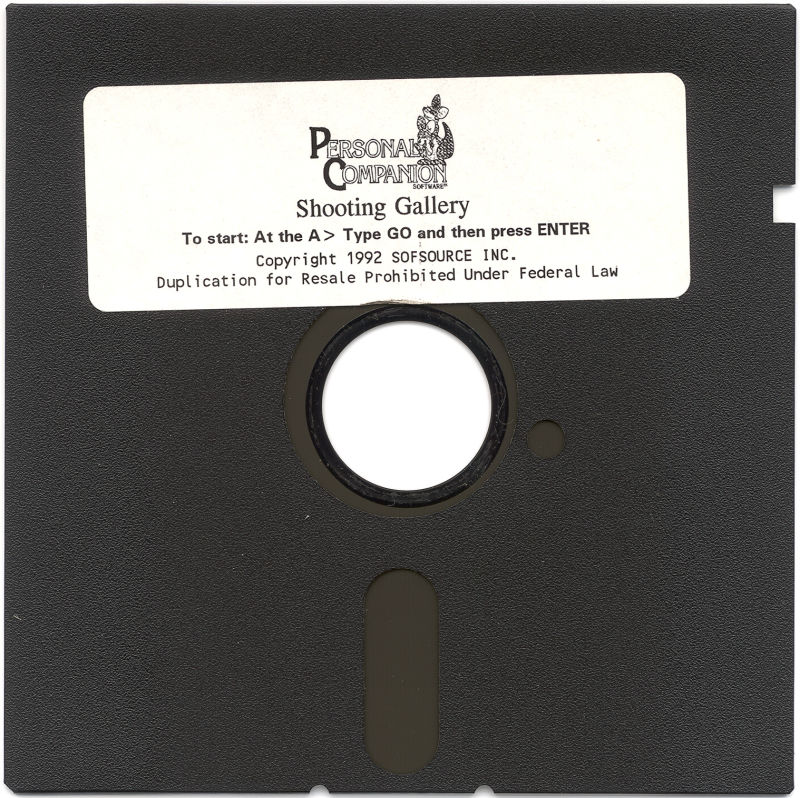 PERSONAL
COMPANION
SOFTWARE™
Shooting Gallery
To start: At the A> Type GO and then press ENTER
Copyright 1992 SOFSOURCE INC.
Duplication for Resale Prohibited Under Federal Law